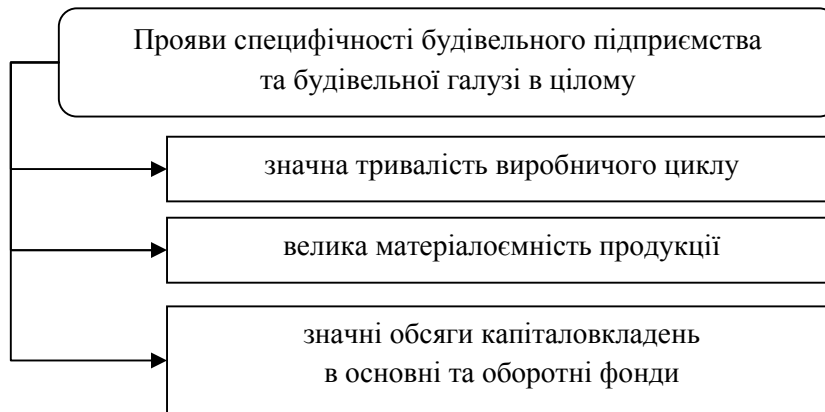 Прояви специфічності будівельного підприємства
та будівельної галузі в цілому
значна тривалість виробничого циклу
велика матеріалоємність продукції
значні обсяги капіталовкладень
в основні та оборотні фонди